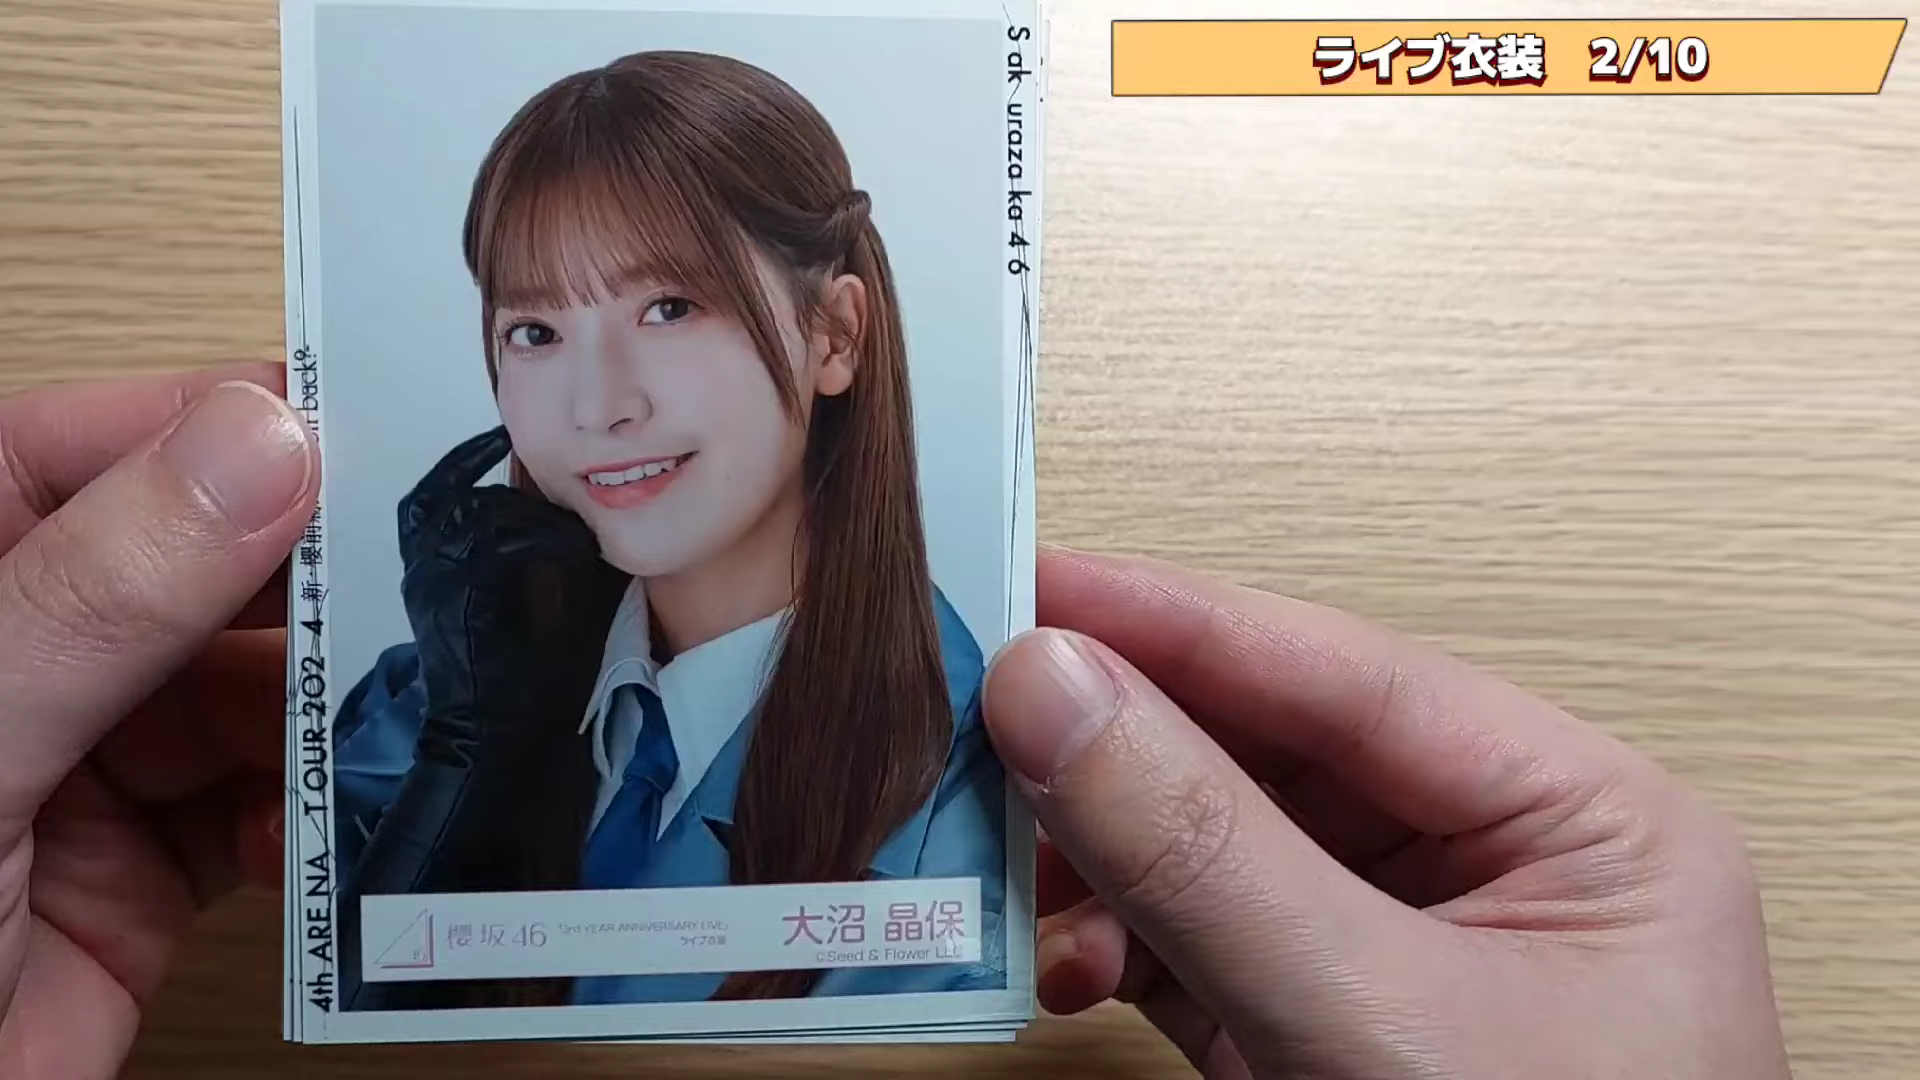 ライブ衣装 2/10
Sakurazaka46
4th ARENA TOUR 2024 新・櫻前線
back?-
櫻坂46
「3rd YEAR ANNIVERSARY LIVE」
ライブ衣装
大沼 晶保
©Seed & Flower LLC